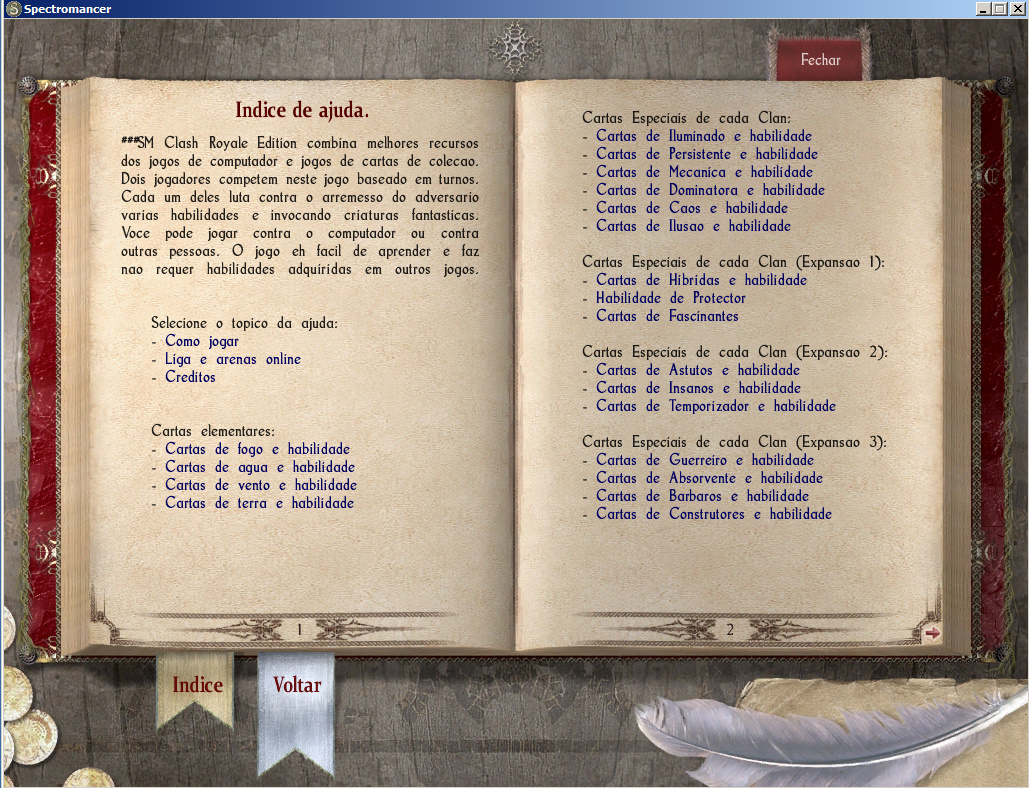 Spectromancer
Fechar
Indice de ajuda.
###SM Clash Royale Edition combina melhores recursos
dos jogos de computador e jogos de cartas de colecao.
Dois jogadores competem neste jogo baseado em turnos.
Cada um deles luta contra o arremesso do adversario
varias habilidades e invocando criaturas fantasticas.
Voce pode jogar contra o computador ou contra
outras pessoas. O jogo eh facil de aprender e faz
nao requer habilidades adquiridas em outros jogos.
Selecione o topico da ajuda:
- Como jogar
- Liga e arenas online
- Creditos
Cartas elementares:
- Cartas de fogo e habilidade
- Cartas de agua e habilidade
- Cartas de vento e habilidade
- Cartas de terra e habilidade
1
Cartas Especiais de cada Clan:
- Cartas de Iluminado e habilidade
- Cartas de Persistente e habilidade
- Cartas de Mecanica e habilidade
- Cartas de Dominatora e habilidade
- Cartas de Caos e habilidade
- Cartas de Ilusao e habilidade
Cartas Especiais de cada Clan (Expansao 1):
- Cartas de Hibridas e habilidade
- Habilidade de Protector
- Cartas de Fascinantes
Cartas Especiais de cada Clan (Expansao 2):
- Cartas de Astutos e habilidade
- Cartas de Insanos e habilidade
- Cartas de Temporizador e habilidade
Cartas Especiais de cada Clan (Expansao 3):
- Cartas de Guerreiro e habilidade
- Cartas de Absorvente e habilidade
- Cartas de Barbaros e habilidade
- Cartas de Construtores e habilidade
2
Indice
Voltar